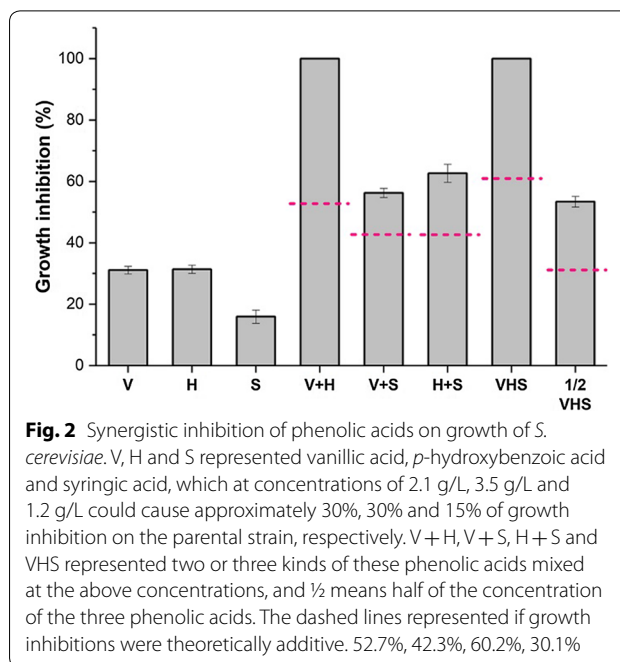 100
80
60
40
20
0
Growth inhibition (%)
V H S V+H V+S H+S VHS 1/2
VHS
Fig. 2 Synergistic inhibition of phenolic acids on growth of S.
cerevisiae. V, H and S represented vanillic acid, p-hydroxybenzoic acid
and syringic acid, which at concentrations of 2.1 g/L, 3.5 g/L and
1.2 g/L could cause approximately 30%, 30% and 15% of growth
inhibition on the parental strain, respectively. V + H, V + S, H + S and
VHS represented two or three kinds of these phenolic acids mixed
at the above concentrations, and ½ means half of the concentration
of the three phenolic acids. The dashed lines represented if growth
inhibitions were theoretically additive. 52.7%, 42.3%, 60.2%, 30.1%